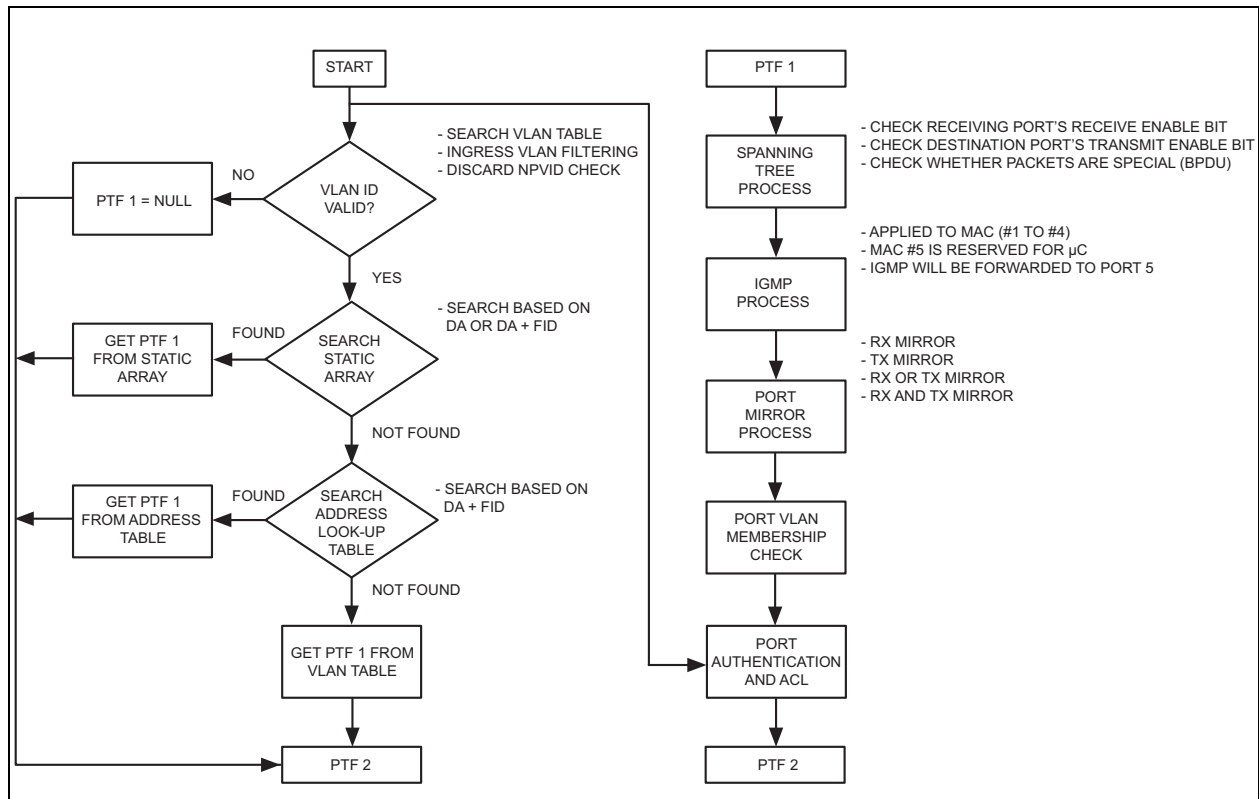 START
- SEARCH VLAN TABLE
- INGRESS VLAN FILTERING
- DISCARD NPVID CHECK
VLAN ID
VALID?
NO
PTF 1 = NULL
YES
SEARCH
STATIC
ARRAY
- SEARCH BASED ON
DA OR DA + FID
FOUND
GET PTF 1
FROM STATIC
ARRAY
NOT FOUND
SEARCH
ADDRESS
LOOK-UP
TABLE
- SEARCH BASED ON
DA + FID
FOUND
GET PTF 1
FROM ADDRESS
TABLE
NOT FOUND
GET PTF 1 FROM
VLAN TABLE
PTF 2
PTF 1
SPANNING
TREE
PROCESS
- CHECK RECEIVING PORT'S RECEIVE ENABLE BIT
- CHECK DESTINATION PORT'S TRANSMIT ENABLE BIT
- CHECK WHETHER PACKETS ARE SPECIAL (BPDU)
IGMP
PROCESS
- APPLIED TO MAC (#1 TO #4)
- MAC #5 IS RESERVED FOR µC
- IGMP WILL BE FORWARDED TO PORT 5
PORT
MIRROR
PROCESS
- RX MIRROR
- TX MIRROR
- RX OR TX MIRROR
- RX AND TX MIRROR
PORT VLAN
MEMBERSHIP
CHECK
PORT
AUTHENTICATION
AND ACL
PTF 2